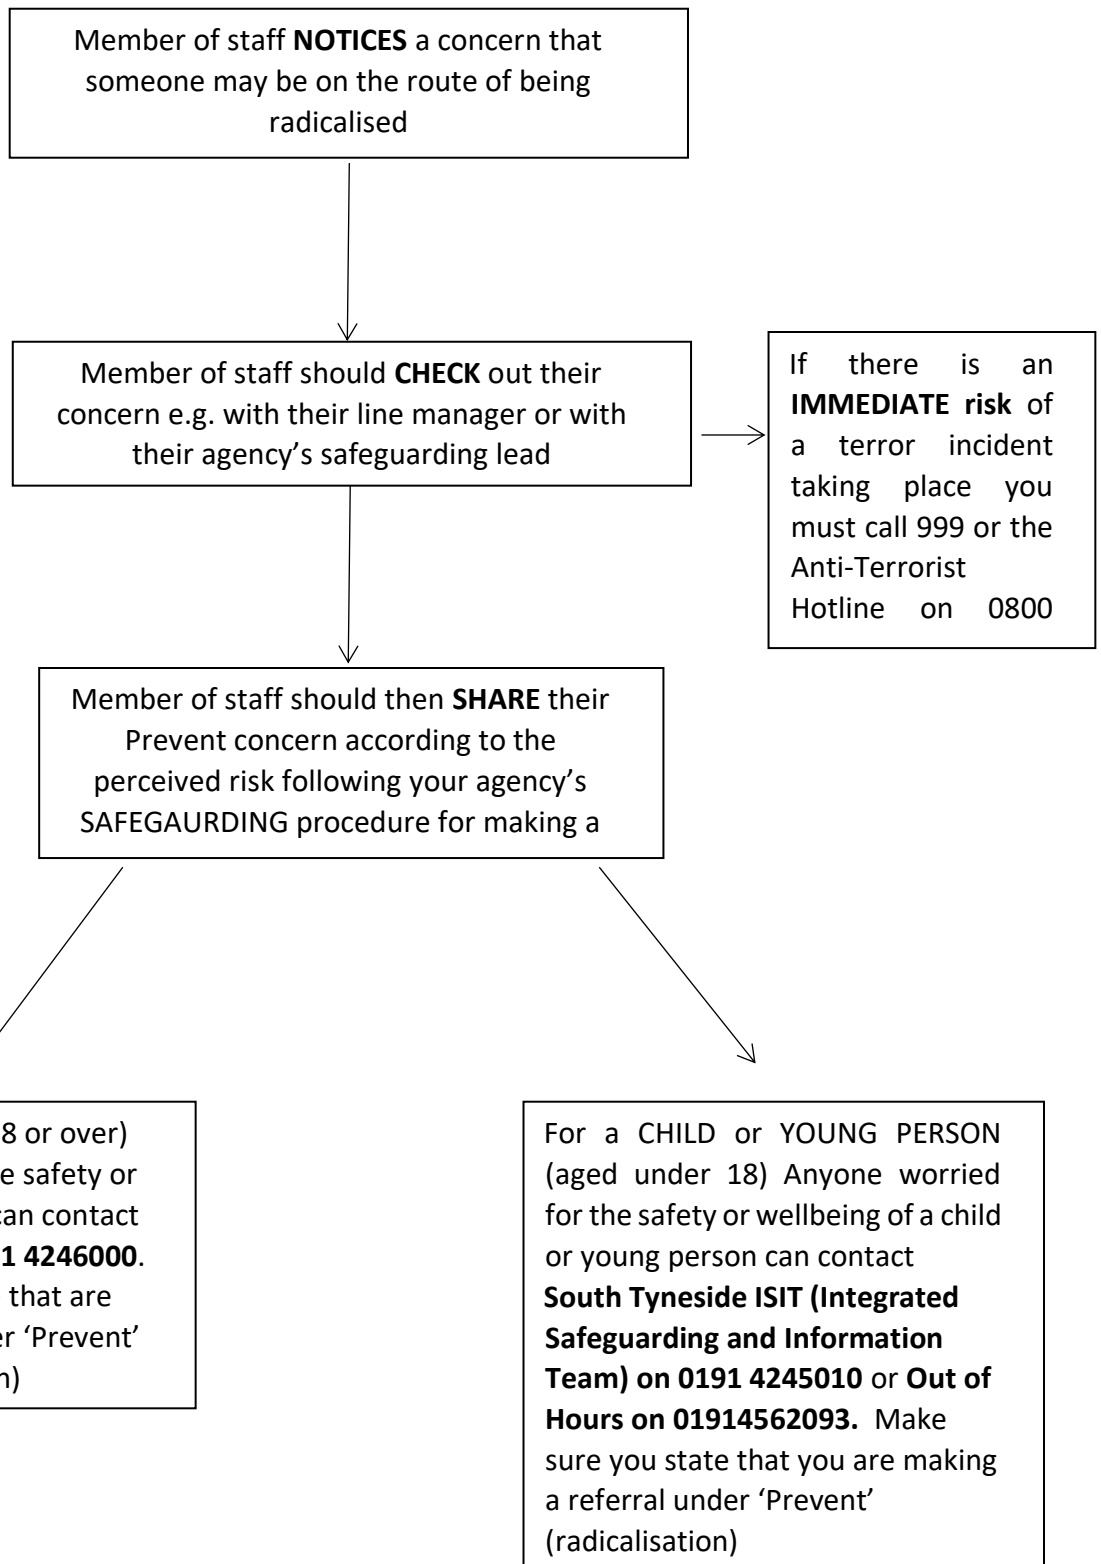 Member of staff NOTICES a concern that
someone may be on the route of being
radicalised
Member of staff should CHECK out their
concern e.g. with their line manager or with
their agency’s safeguarding lead
If there is an
IMMEDIATE risk of
a terror incident
taking place you
must call 999 or the
Anti-Terrorist
Hotline on 0800
Member of staff should then SHARE their
Prevent concern according to the
perceived risk following your agency’s
SAFEGAURDING procedure for making a
8 or over)
e safety or
can contact
1 4246000.
that are
er ‘Prevent’
n)
For a CHILD or YOUNG PERSON
(aged under 18) Anyone worried
for the safety or wellbeing of a child
or young person can contact
South Tyneside ISIT (Integrated
Safeguarding and Information
Team) on 0191 4245010 or Out of
Hours on 01914562093. Make
sure you state that you are making
a referral under ‘Prevent’
(radicalisation)